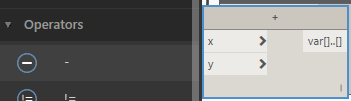 Operators
-
!=
+
x
var[]..[]
y
l